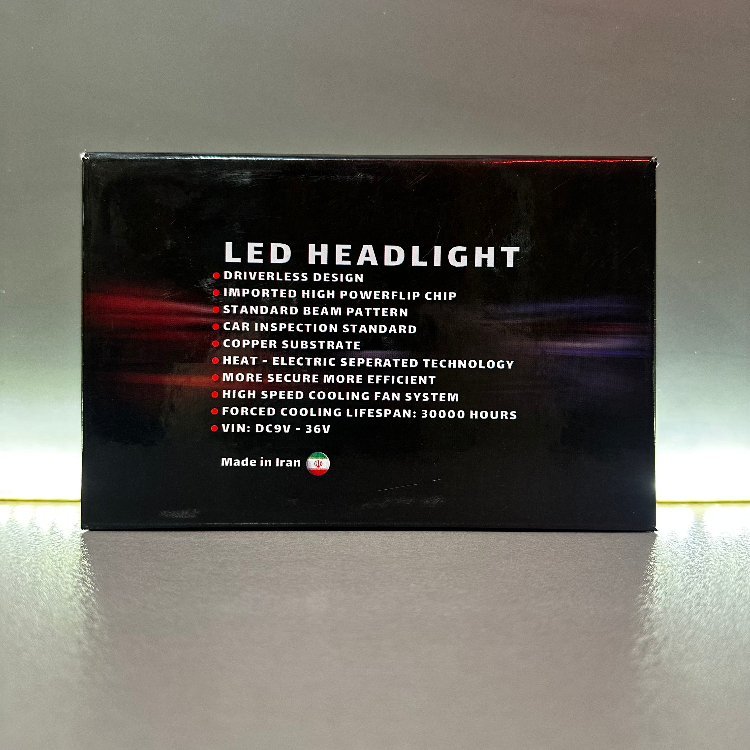 LED HEADLIGHT
DRIVERLESS DESIGN
IMPORTED HIGH POWERFLIP CHIP
STANDARD BEAM PATTERN
CAR INSPECTION STANDARD
COPPER SUBSTRATE
HEAT - ELECTRIC SEPERATED TECHNOLOGY
MORE SECURE MORE EFFICIENT
HIGH SPEED COOLING FAN SYSTEM
FORCED COOLING LIFESPAN: 30000 HOURS
VIN: DC9V - 36V
Made in Iran